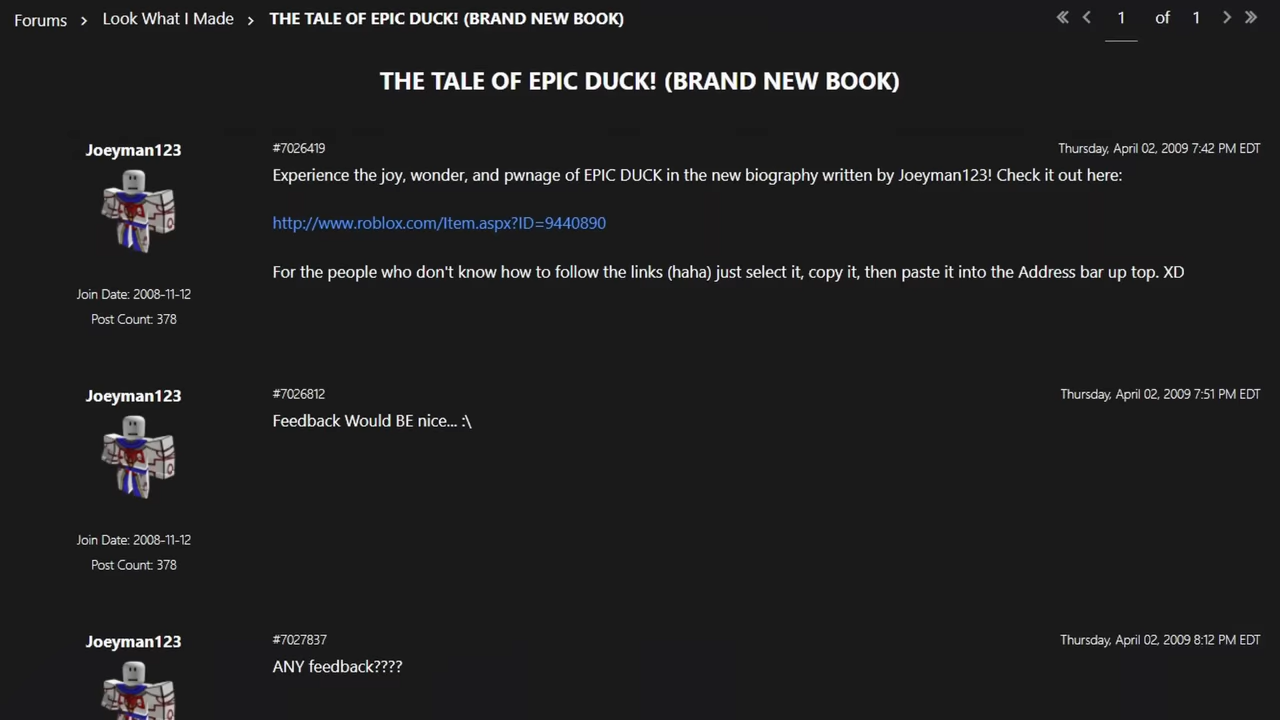 Forums > Look What I Made > THE TALE OF EPIC DUCK! (BRAND NEW BOOK)
1 of 1
THE TALE OF EPIC DUCK! (BRAND NEW BOOK)
Joeyman123
#7026419
Thursday, April 02, 2009 7:42 PM EDT
Experience the joy, wonder, and pwnage of EPIC DUCK in the new biography written by Joeyman123! Check it out here:
http://www.roblox.com/Item.aspx?ID=9440890
For the people who don't know how to follow the links (haha) just select it, copy it, then paste it into the Address bar up top. XD
Join Date: 2008-11-12
Post Count: 378
Joeyman123
#7026812
Thursday, April 02, 2009 7:51 PM EDT
Feedback Would BE nice... :\
Join Date: 2008-11-12
Post Count: 378
Joeyman123
#7027837
Thursday, April 02, 2009 8:12 PM EDT
ANY feedback????